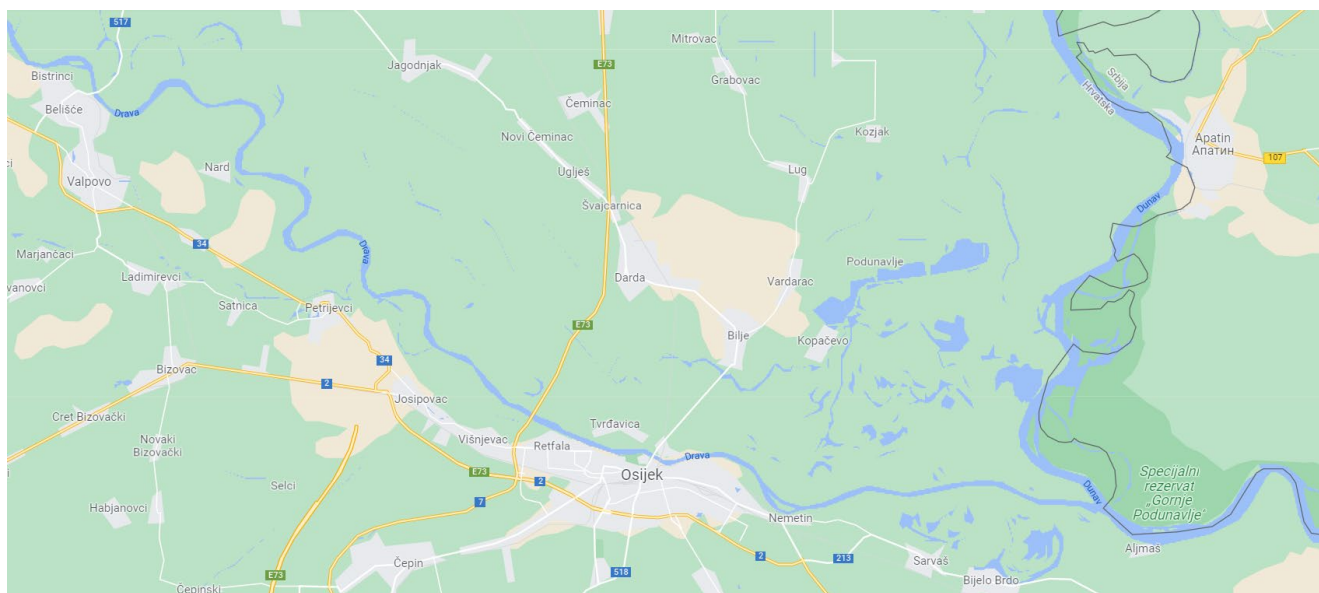 517
Mitrovac
Jagodnjak
E73
Grabovac
Bistrinci
Srbija
Hrvatska
Čeminac
Belišće
Drava
Kozjak
Apatin
Апатин
Novi Čeminac
107
Nard
Uglješ
Lug
Valpovo
Švajcarnica
Dunav
34
Drava
Marjančaci
Podunavlje
Ladimirevci
Darda
Vardarac
Satnica
Petrijevci
E73
Bilje
Kopačevo
34
Bizovac
2
Josipovac
Cret Bizovački
Tvrđavica
Višnjevac
Retfala
Novaki
Bizovački
Drava
E73
Osijek
2
Specijalni
rezervat
„Gornje
Podunavlje“
Selci
Dunav
7
Habjanovci
Nemetin
Aljmaš
2
213
Sarvaš
Čepin
E73
518
Bijelo Brdo
Čepinski